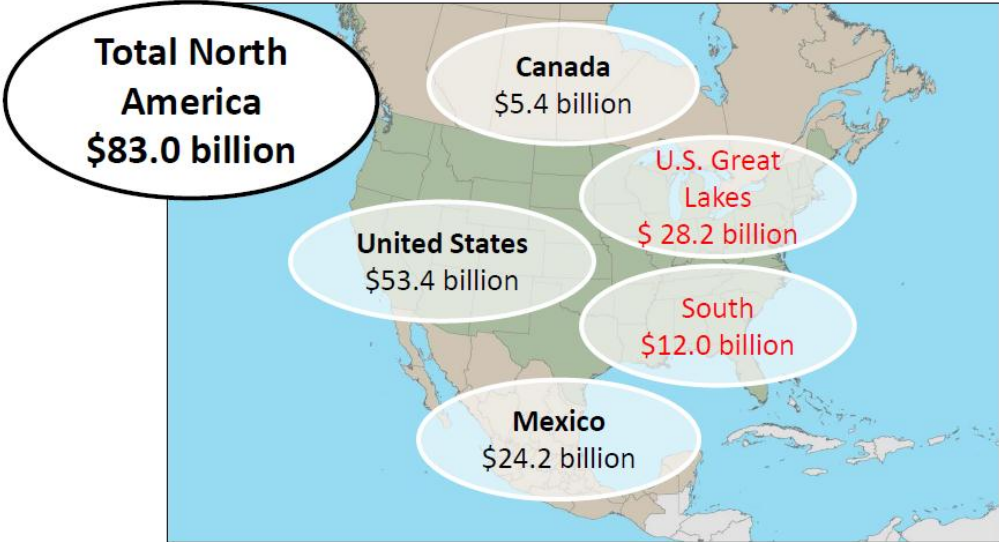 Total North
America
$83.0 billion
Canada
$5.4 billion
U.S. Great
Lakes
$ 28.2 billion
United States
$53.4 billion
South
$12.0 billion
Mexico
$24.2 billion